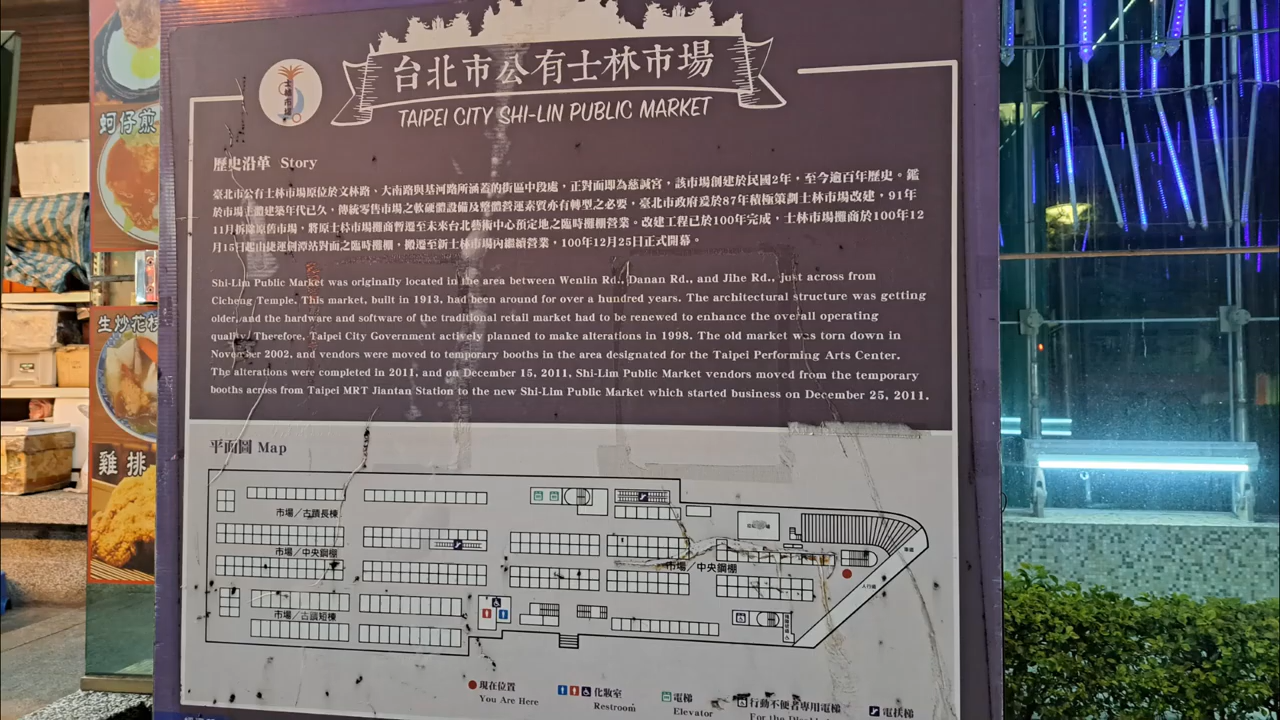 台北市公有士林市場
TAIPEI CITY SHI-LIN PUBLIC MARKET
士林市場
歷史沿革 Story
臺北市公有士林市場原位於文林路、大南路與基河路所涵蓋的街區中段處，正對面即為慈諴宮，該市場創建於民國2年，至今逾百年歷史。鑑
於市場主體建築年代已久，傳統零售市場之軟硬體設備及整體營運素質亦有轉型之必要，臺北市政府爰於87年積極策劃士林市場改建，91年
11月拆除原舊市場，將原士林市場攤商暫遷至未來台北藝術中心預定地之臨時攤棚營業。改建工程已於100年完成，士林市場攤商於100年12
月15日起由捷運劍潭站對面之臨時攤棚，搬遷至新士林市場內繼續營業，100年12月25日正式開幕。
Shi-Lim Public Market was originally located in the area between Wenlin Rd., Danan Rd., and Jihe Rd., just across from
Cicheng Temple. This market, built in 1913, had been around for over a hundred years. The architectural structure was getting
older, and the hardware and software of the traditional retail market had to be renewed to enhance the overall operating
quality. Therefore, Taipei City Government actively planned to make alterations in 1998. The old market was torn down in
November 2002, and vendors were moved to temporary booths in the area designated for the Taipei Performing Arts Center.
The alterations were completed in 2011, and on December 15, 2011, Shi-Lim Public Market vendors moved from the temporary
booths across from Taipei MRT Jiantan Station to the new Shi-Lim Public Market which started business on December 25, 2011.
平面圖 Map
市場／古蹟長棟
市場／中央鋼棚
市場／中央鋼棚
市場／古蹟短棟
人行道
現在位置
You Are Here
化妝室
Restroom
電梯
Elevator
行動不便者專用電梯
For the
電扶梯
蚵仔煎
生炒花枝
雞排